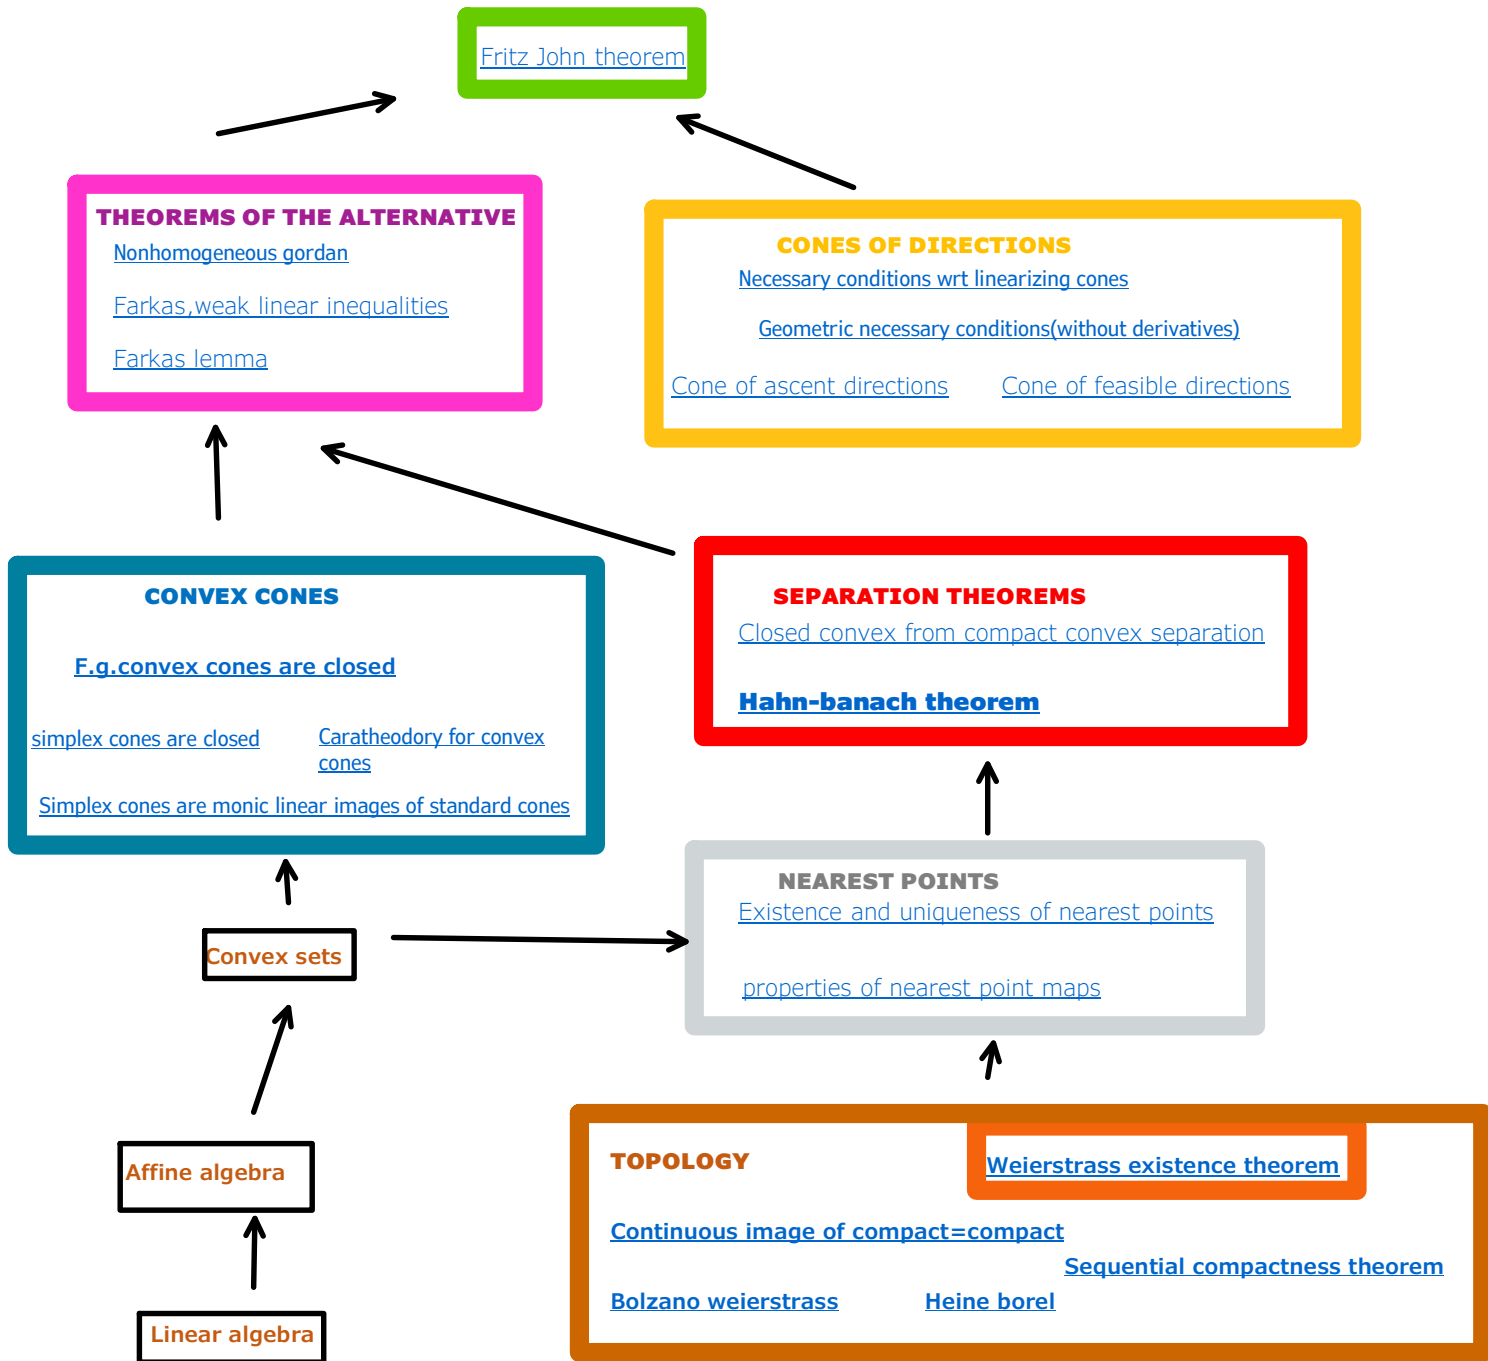 Fritz John theorem
THEOREMS OF THE ALTERNATIVE
Nonhomogeneous gordan
Farkas,weak linear inequalities
Farkas lemma
CONES OF DIRECTIONS
Necessary conditions wrt linearizing cones
Geometric necessary conditions(without derivatives)
Cone of ascent directions
Cone of feasible directions
CONVEX CONES
F.g.convex cones are closed
simplex cones are closed
Caratheodory for convex
cones
Simplex cones are monic linear images of standard cones
SEPARATION THEOREMS
Closed convex from compact convex separation
Hahn-banach theorem
NEAREST POINTS
Existence and uniqueness of nearest points
properties of nearest point maps
Convex sets
Affine algebra
Linear algebra
TOPOLOGY
Weierstrass existence theorem
Continuous image of compact=compact
Sequential compactness theorem
Bolzano weierstrass
Heine borel